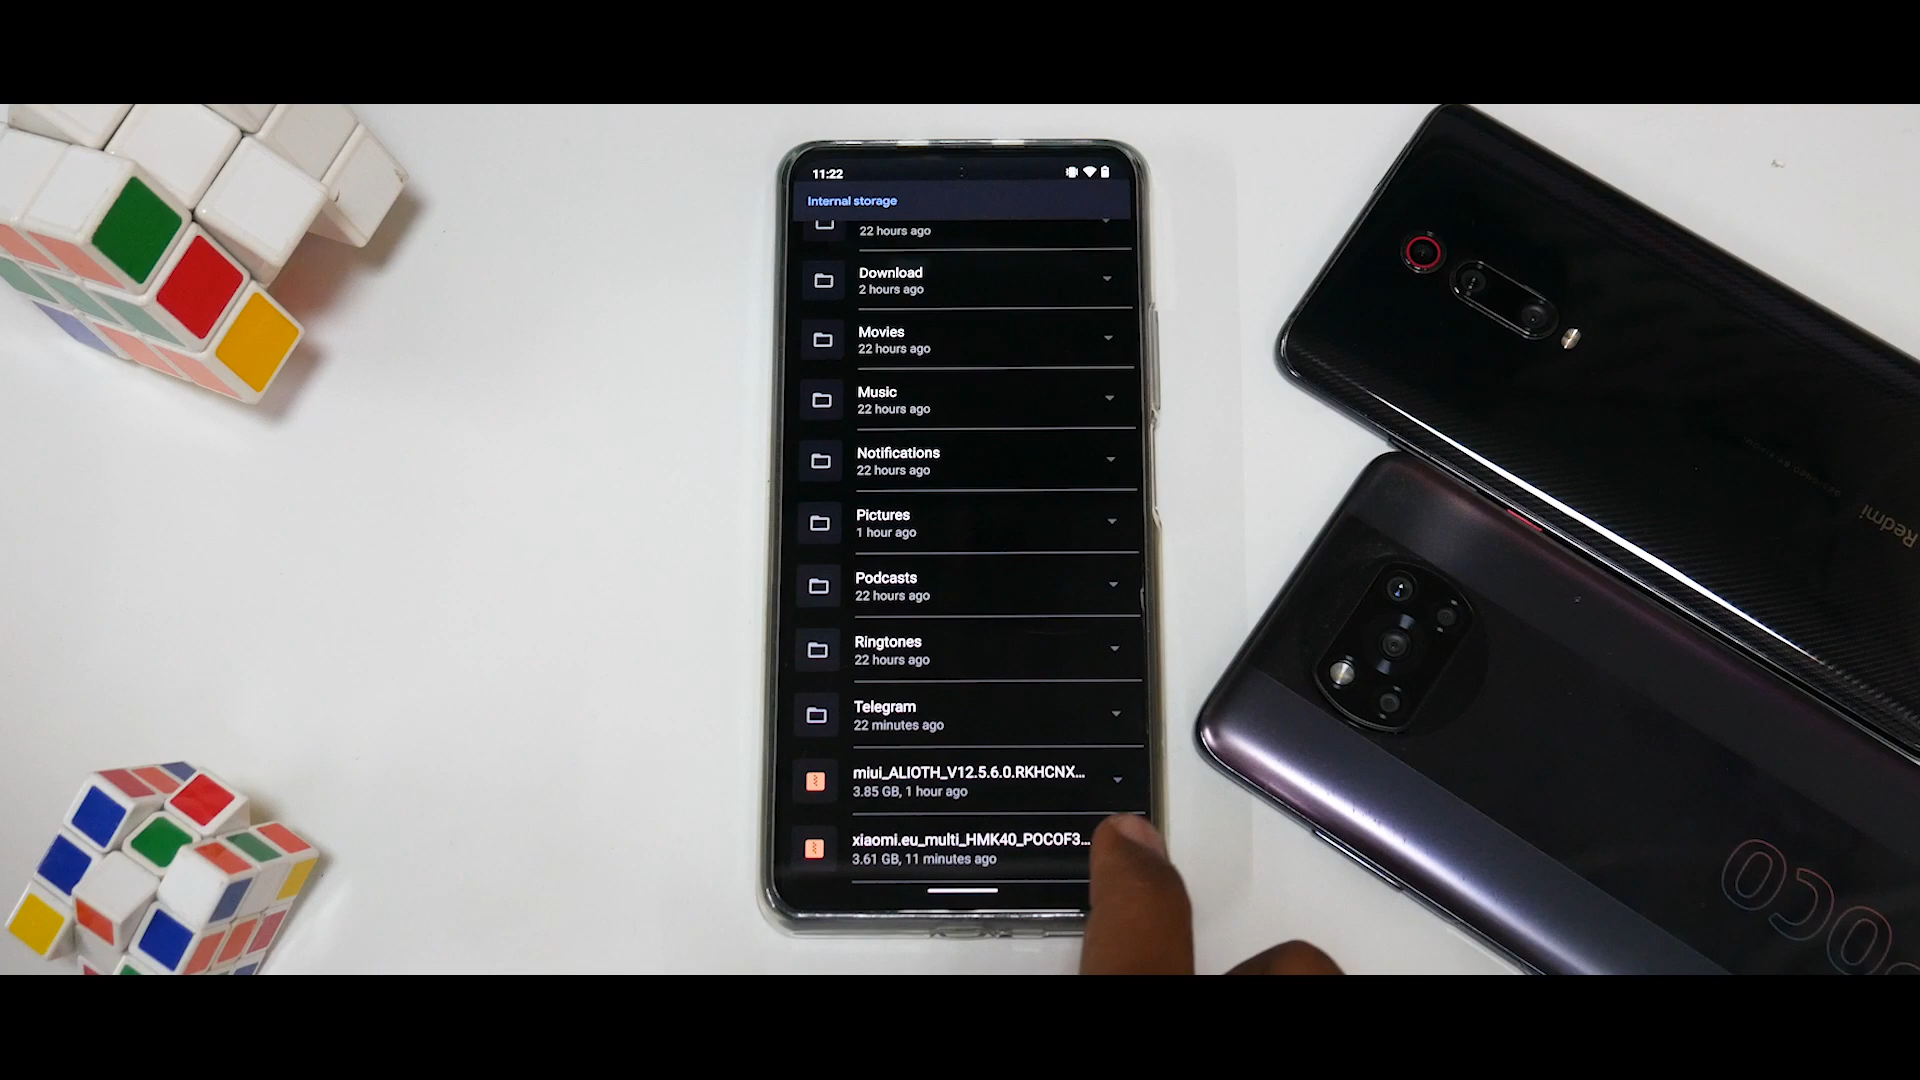 11:22
Internal storage
22 hours ago
Download
2 hours ago
Movies
22 hours ago
Music
22 hours ago
Notifications
22 hours ago
Pictures
1 hour ago
Podcasts
22 hours ago
Ringtones
22 hours ago
Telegram
22 minutes ago
miui_ALIOTH_V12.5.6.0.RKHCNX...
3.85 GB, 1 hour ago
xiaomi.eu_multi_HMK40_POCOF3...
3.61 GB, 11 minutes ago
Redmi
POCO